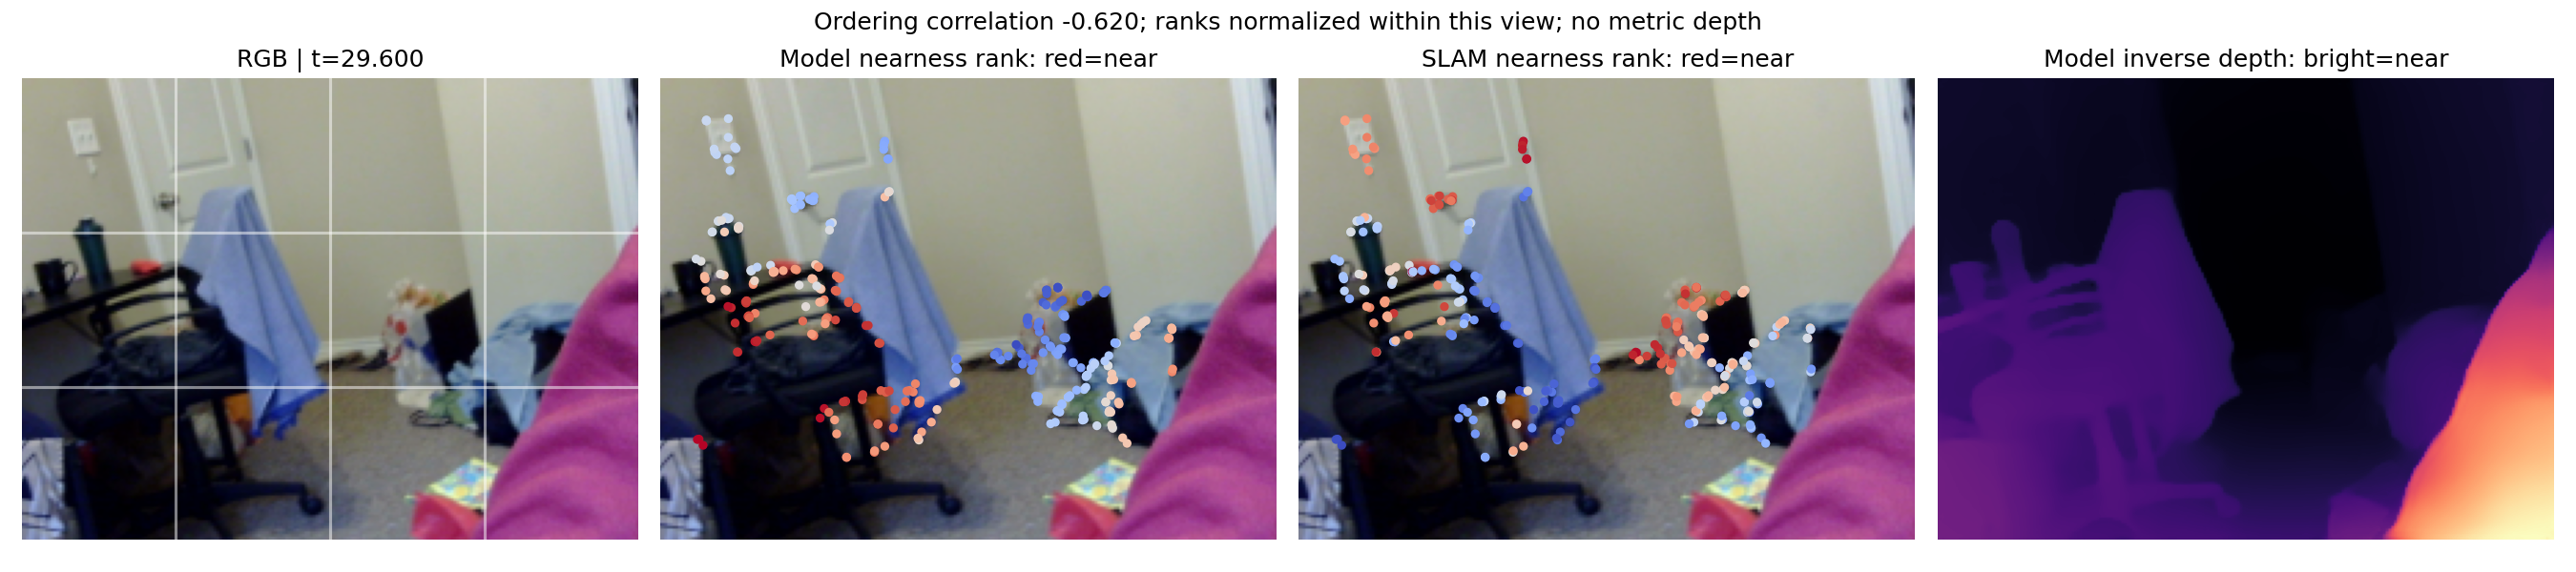 Ordering correlation -0.620; ranks normalized within this view; no metric depth
RGB | t=29.600
Model nearness rank: red=near
SLAM nearness rank: red=near
Model inverse depth: bright=near